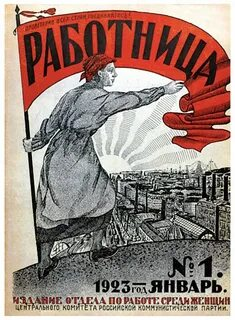 ПРОЛЕТАРИИ ВСЕХ СТРАН, СОЕДИНЯЙТЕСЬ!
РАБОТНИЦА
№ 1.
1923 год ЯНВАРЬ.
ИЗДАНИЕ ОТДЕЛА ПО РАБОТЕ СРЕДИ ЖЕНЩИН
ЦЕНТРАЛЬНОГО КОМИТЕТА РОССИЙСКОЙ КОММУНИСТИЧЕСКОЙ ПАРТИИ.